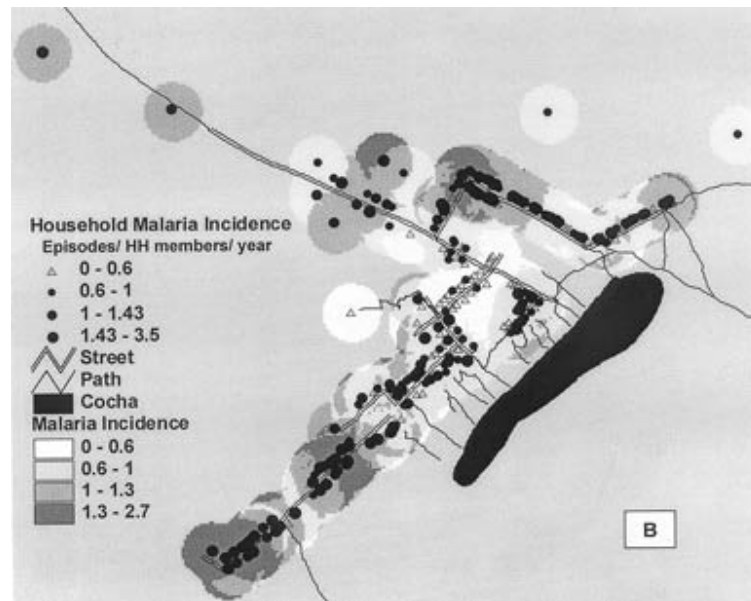 Household Malaria Incidence
Episodes/ HH members/ year
0 - 0.6
0.6 - 1
1 - 1.43
1.43 - 3.5
Street
Path
Cocha
Malaria Incidence
0 - 0.6
0.6 - 1
1 - 1.3
1.3 - 2.7
B